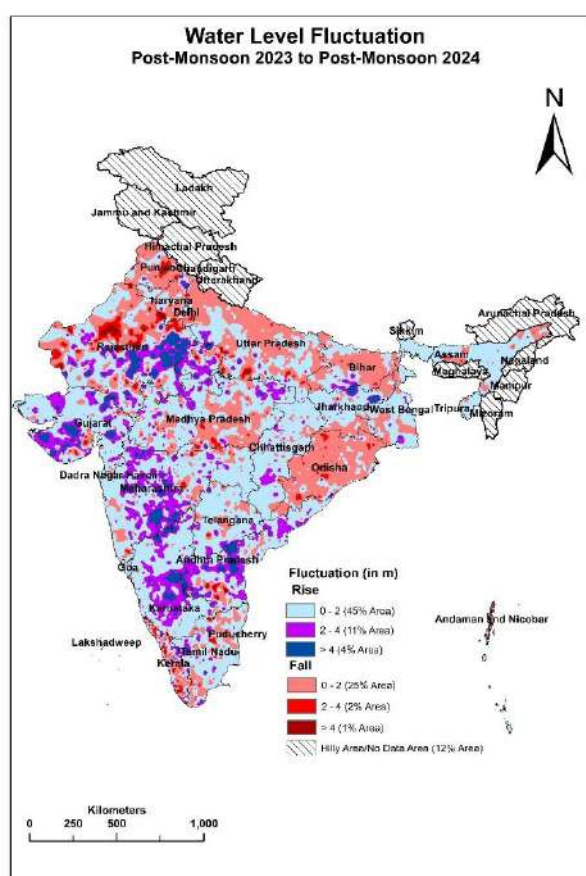 Water Level Fluctuation
Post-Monsoon 2023 to Post-Monsoon 2024
N
Ladakh
Jammu and Kashmir
Himachal Pradesh
Punjab
Chandigarh
Uttarakhand
Haryana
Delhi
Arunachal Pradesh
Sikkim
Rajasthan
Uttar Pradesh
Assam
Nagaland
Bihar
Meghalaya
Manipur
Jharkhand
West Bengal
Tripura
Mizoram
Gujarat
Madhya Pradesh
Chhattisgarh
Odisha
Dadra Nagar Haveli
Maharashtra
Telangana
Goa
Andhra Pradesh
Karnataka
Fluctuation (in m)
Rise
0 - 2 (45% Area)
2 - 4 (11% Area)
> 4 (4% Area)
Fall
0 - 2 (25% Area)
2 - 4 (2% Area)
> 4 (1% Area)
Hilly Area/No Data Area (12% Area)
Andaman and Nicobar
Lakshadweep
Puducherry
Tamil Nadu
Kerala
Kilometers
0 250 500 1,000